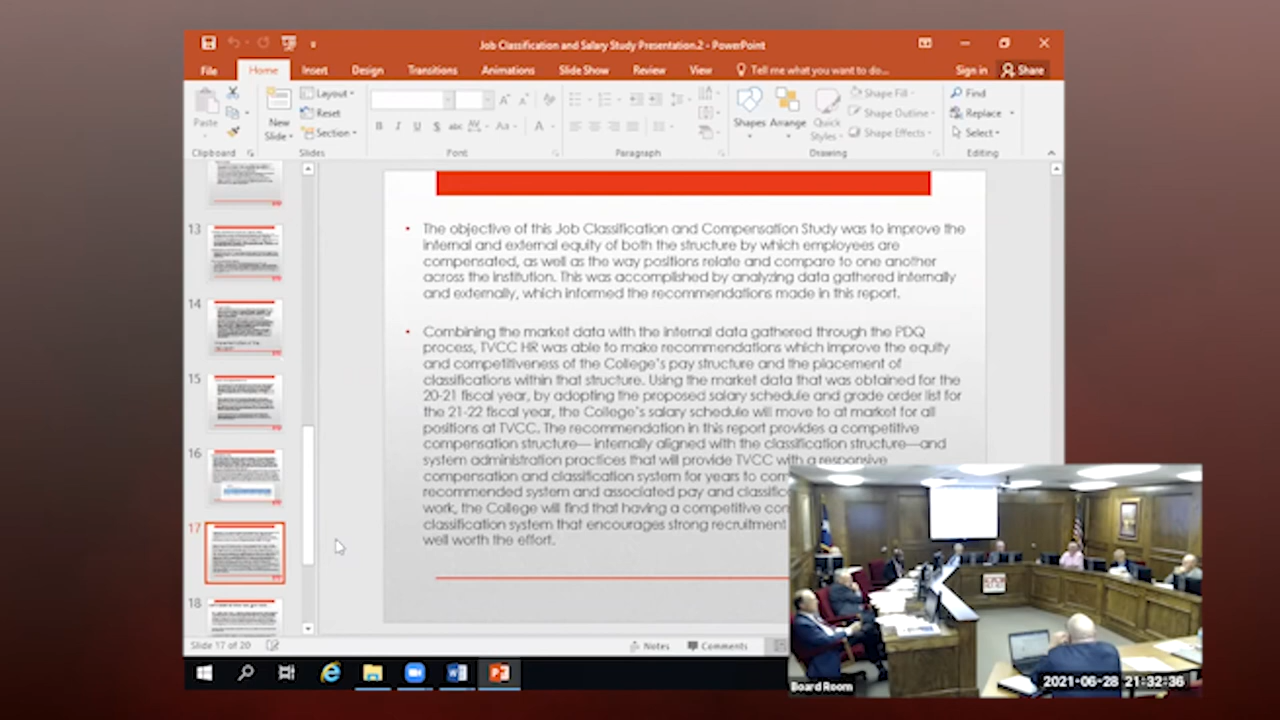 Job Classification and Salary Study Presentation.2 - PowerPoint
File Home Insert Design Transitions Animations Slide Show Review View Tell me what you want to do... Sign in Share
Paste
New
Slide
Layout
Reset
Section
Shapes
Arrange
Quick
Styles
Shape Fill
Shape Outline
Shape Effects
Find
Replace
Select
Clipboard Slides Font Paragraph Drawing Editing
13
14
15
16
17
18
• The objective of this Job Classification and Compensation Study was to improve the
internal and external equity of both the structure by which employees are
compensated, as well as the way positions relate and compare to one another
across the institution. This was accomplished by analyzing data gathered internally
and externally, which informed the recommendations made in this report.
• Combining the market data with the internal data gathered through the PDQ
process, TVCC HR was able to make recommendations which improve the equity
and competitiveness of the College's pay structure and the placement of
classifications within that structure. Using the market data that was obtained for the
20-21 fiscal year, by adopting the proposed salary schedule and grade order list for
the 21-22 fiscal year, the College's salary schedule will move to at market for all
positions at TVCC. The recommendation in this report provides a competitive
compensation structure— internally aligned with the classification structure—and
system administration practices that will provide TVCC with a responsive
compensation and classification system for years to
recommended system and associated pay and
work, the College will find that having a competitive
classification system that encourages strong recruitment
well worth the effort.
Slide 17 of 20
Notes
Comments
Board Room
2021-06-28 21:32:36